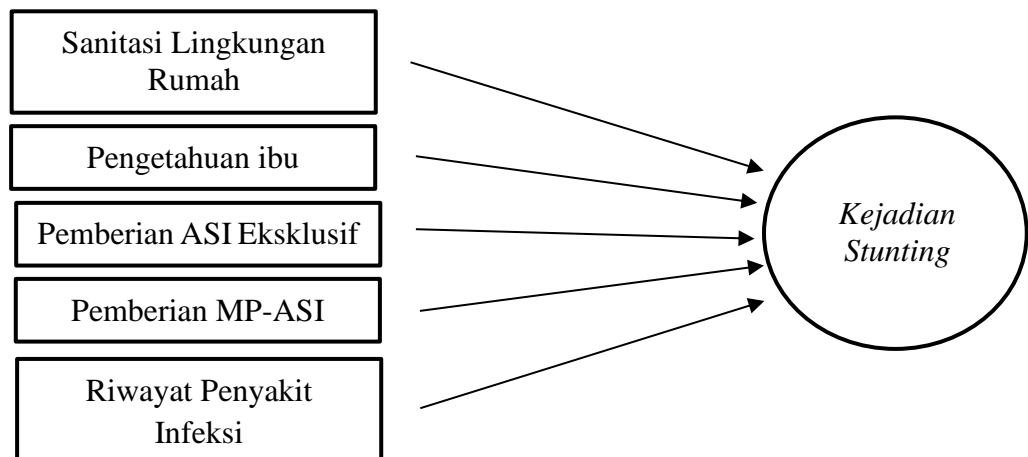 Sanitasi Lingkungan
Rumah
Pengetahuan ibu
Pemberian ASI Eksklusif
Pemberian MP-ASI
Riwayat Penyakit
Infeksi
Kejadian
Stunting